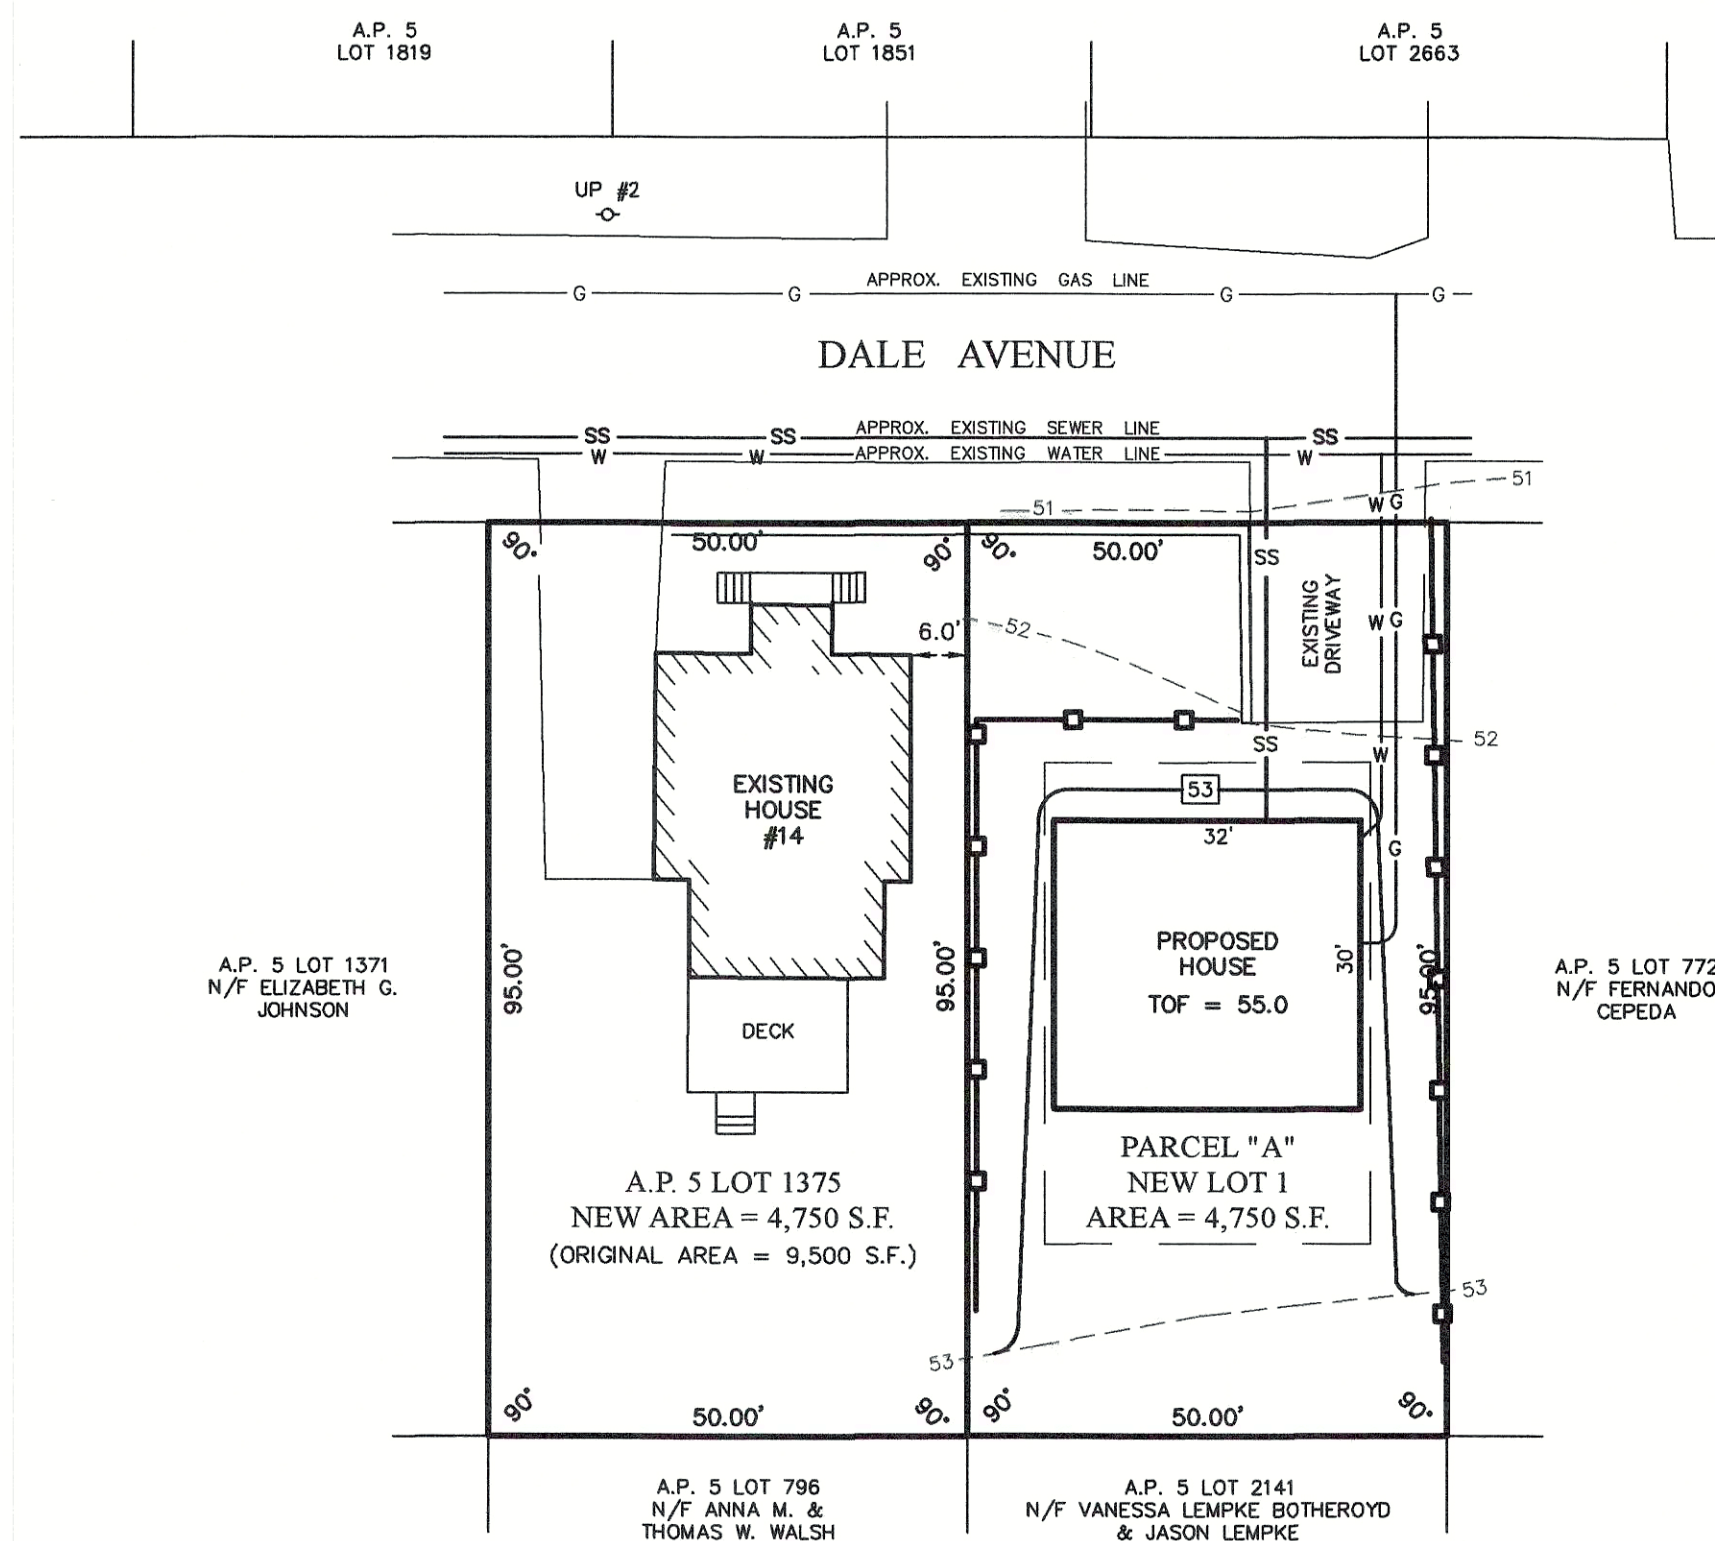 A.P. 5
LOT 1819
A.P. 5
LOT 1851
A.P. 5
LOT 2663
UP #2
APPROX. EXISTING GAS LINE
G
G
G
G
DALE AVENUE
SS
SS
APPROX. EXISTING SEWER LINE
SS
W
W
APPROX. EXISTING WATER LINE
W
51
51
W G
90°
50.00'
90°
90°
50.00'
SS
EXISTING
DRIVEWAY
6.0'
52
W G
52
SS
W
EXISTING
HOUSE
#14
53
32'
G
PROPOSED
HOUSE
TOF = 55.0
30'
95.00'
95.00'
95.00'
A.P. 5 LOT 1371
N/F ELIZABETH G.
JOHNSON
A.P. 5 LOT 772
N/F FERNANDO
CEPEDA
DECK
A.P. 5 LOT 1375
NEW AREA = 4,750 S.F.
(ORIGINAL AREA = 9,500 S.F.)
PARCEL "A"
NEW LOT 1
AREA = 4,750 S.F.
53
53
90°
50.00'
90°
90°
50.00'
90°
A.P. 5 LOT 796
N/F ANNA M. &
THOMAS W. WALSH
A.P. 5 LOT 2141
N/F VANESSA LEMPKE BOTHEROYD
& JASON LEMPKE